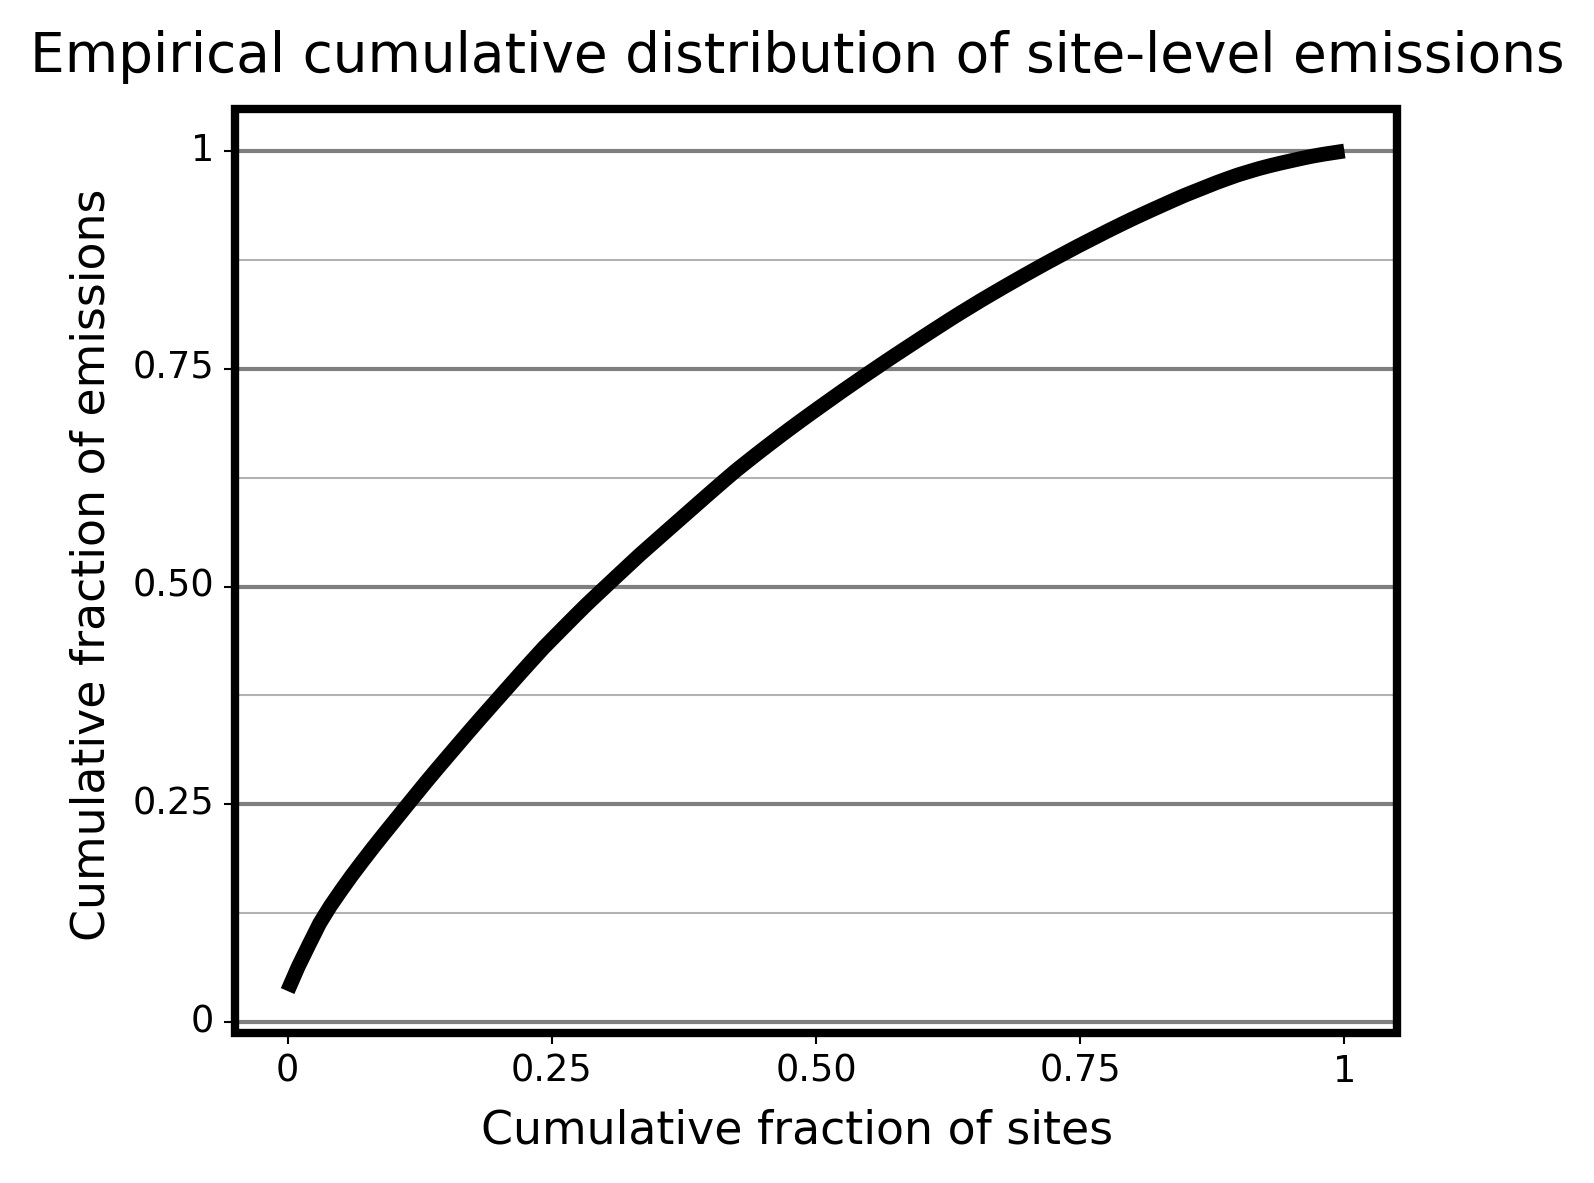 Empirical cumulative distribution of site-level emissions
Cumulative fraction of emissions
1
0.75
0.50
0.25
0
0 0.25 0.50 0.75 1
Cumulative fraction of sites